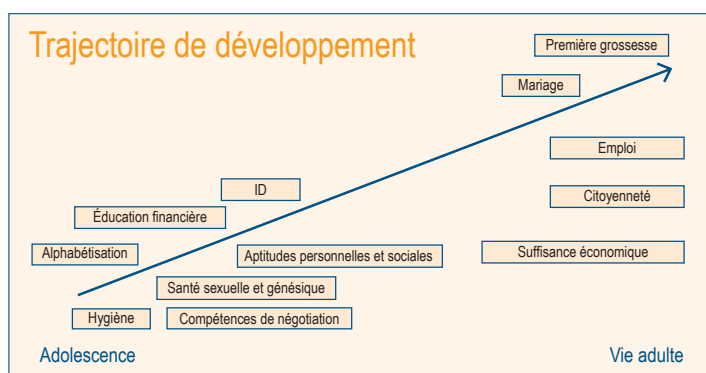 Trajectoire de développement
Première grossesse
Mariage
Emploi
ID
Citoyenneté
Éducation financière
Alphabétisation
Aptitudes personnelles et sociales
Suffisance économique
Santé sexuelle et génésique
Hygiène
Compétences de négotiation
Adolescence
Vie adulte